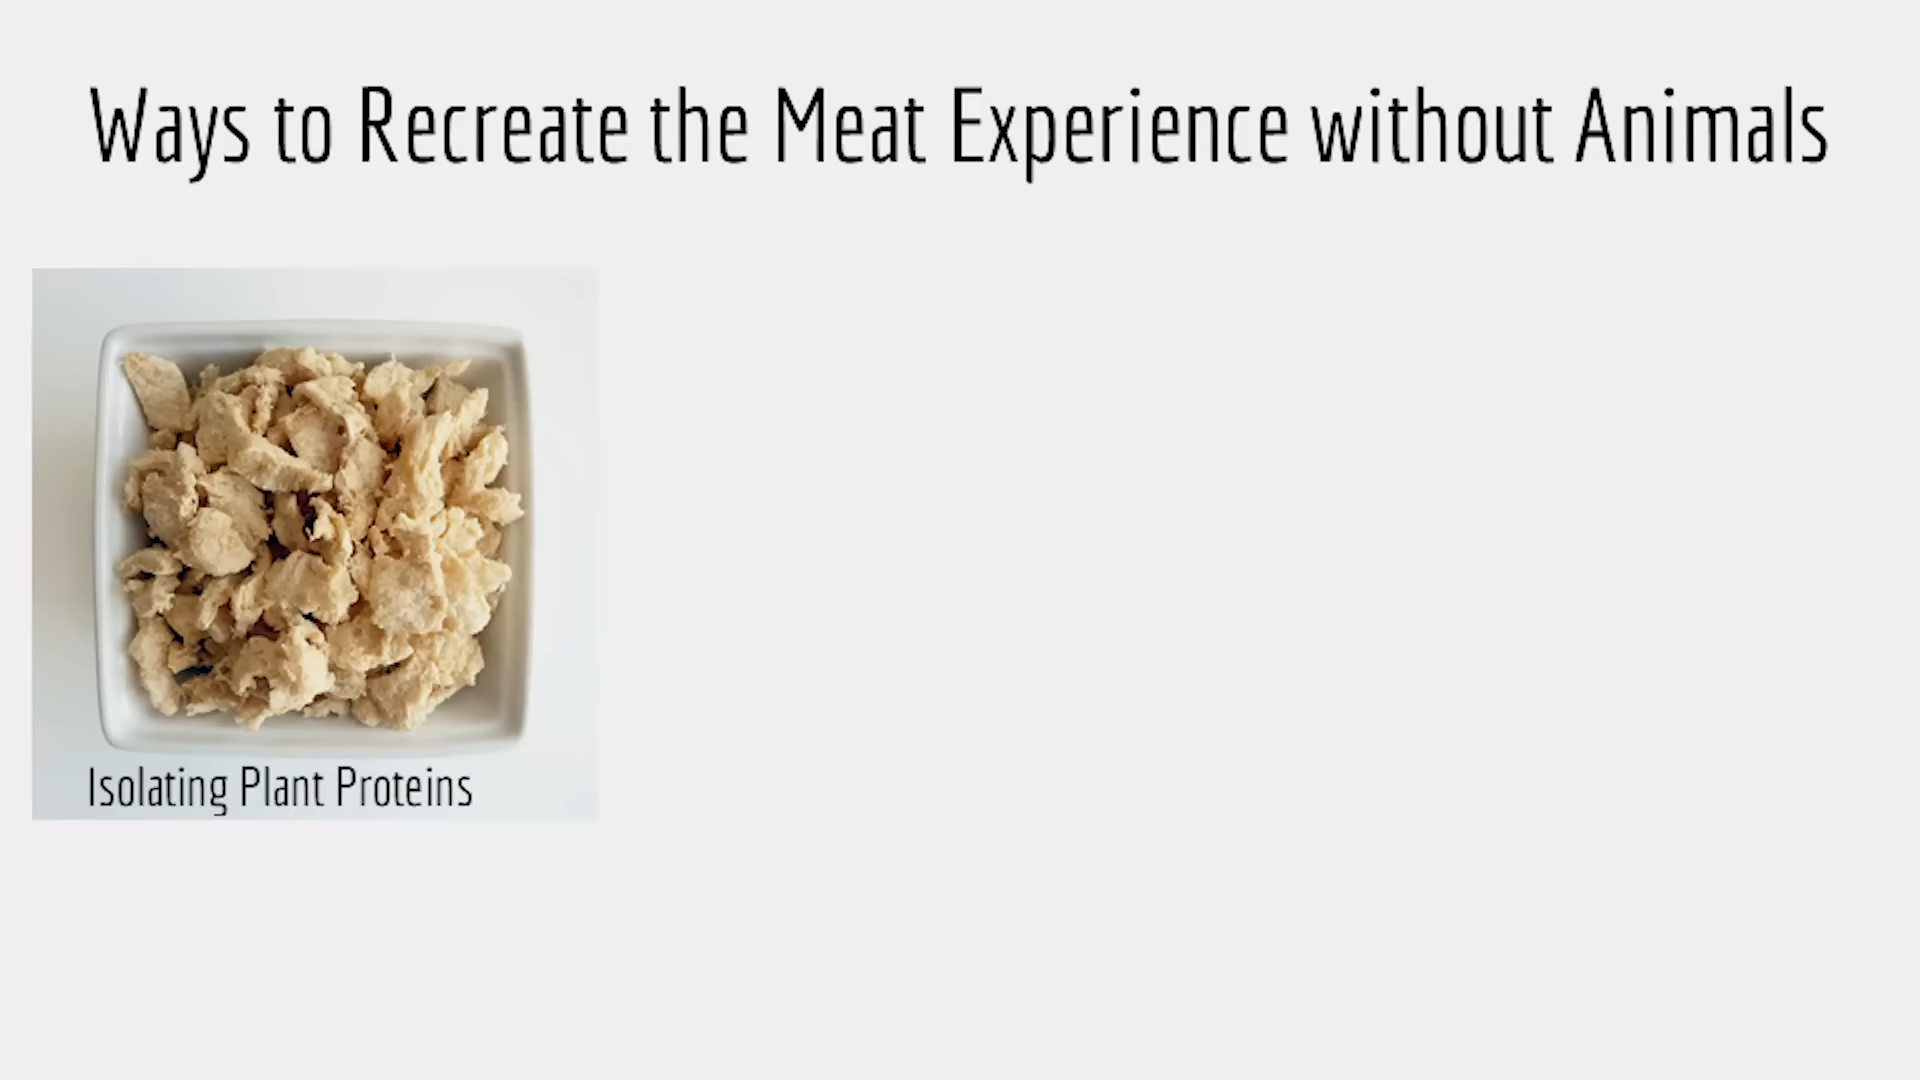 Ways to Recreate the Meat Experience without Animals
Isolating Plant Proteins